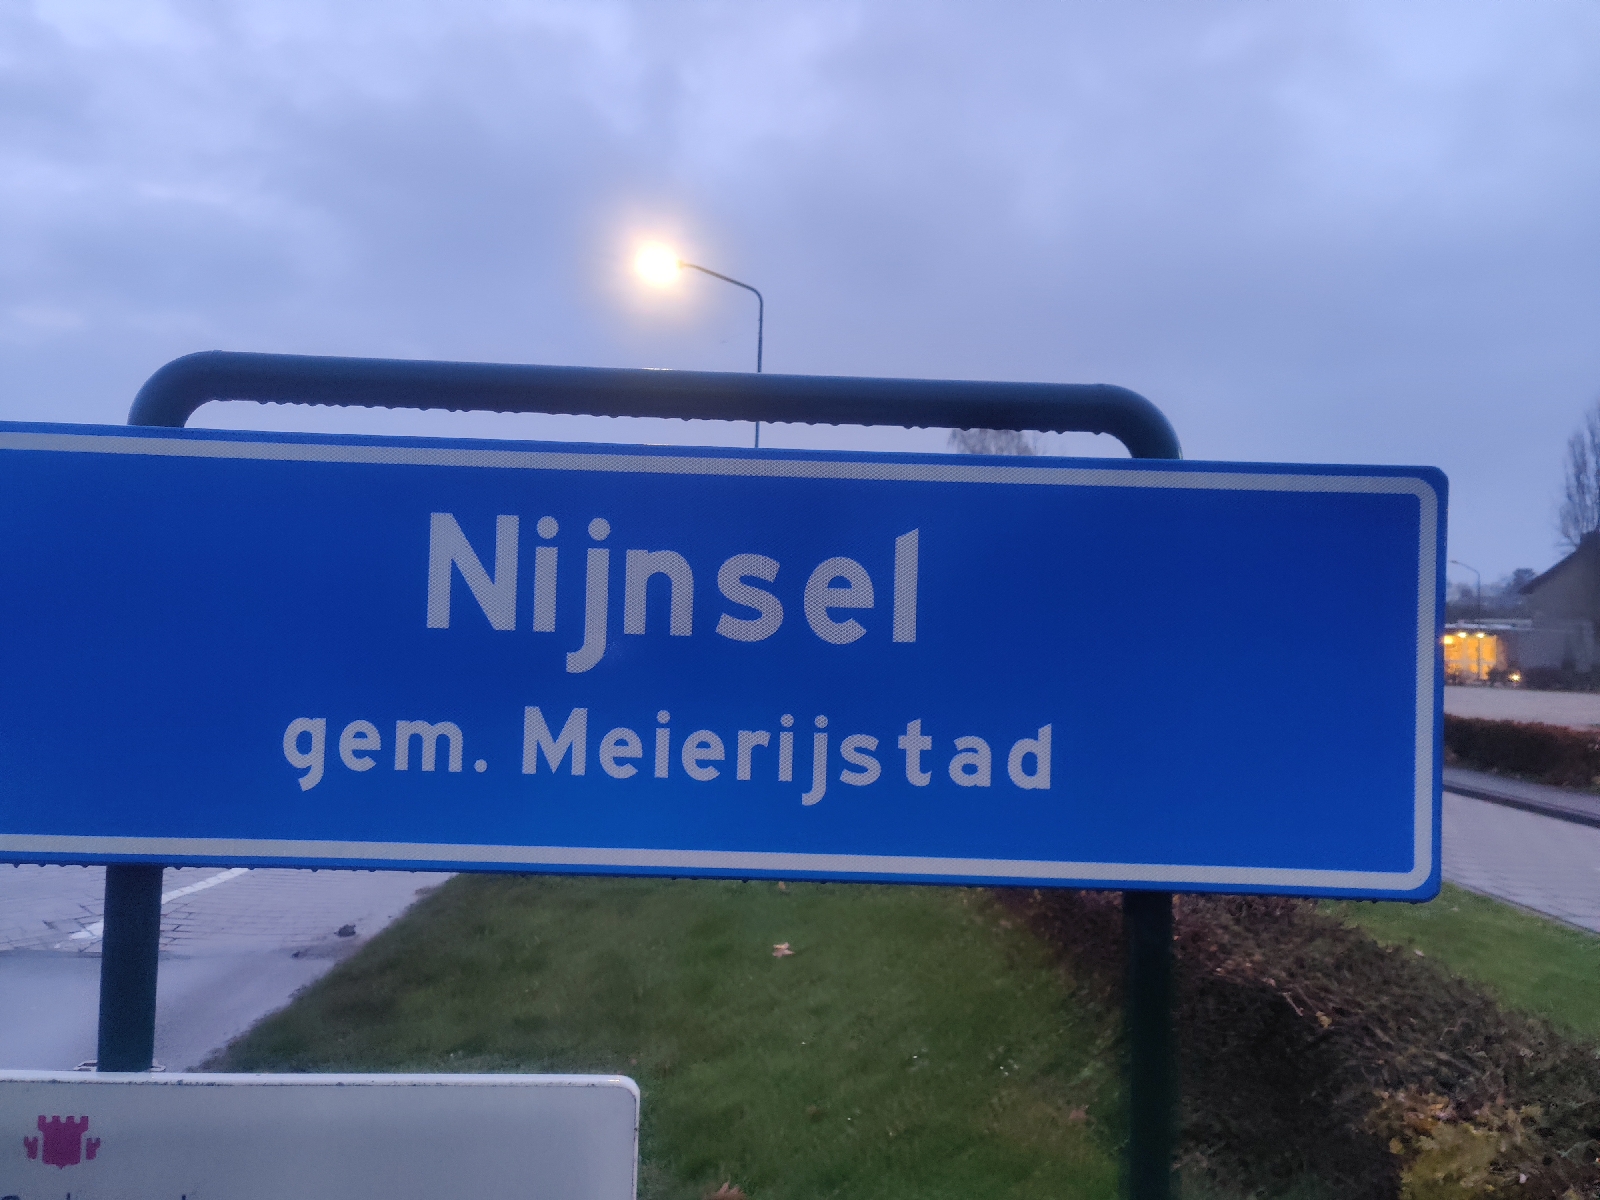 Nijnsel
gem. Meierijstad